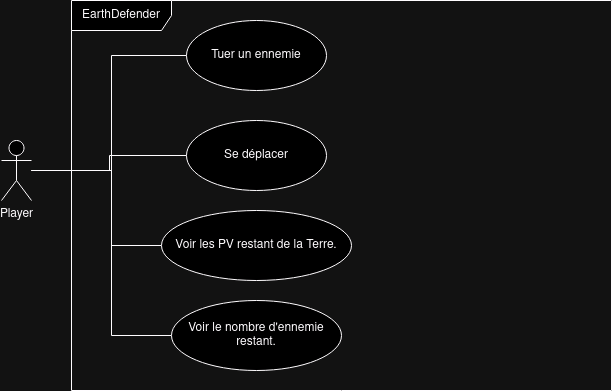 EarthDefender
Tuer un ennemie
Se déplacer
Player
Voir les PV restant de la Terre.
Voir le nombre d'ennemie
restant.